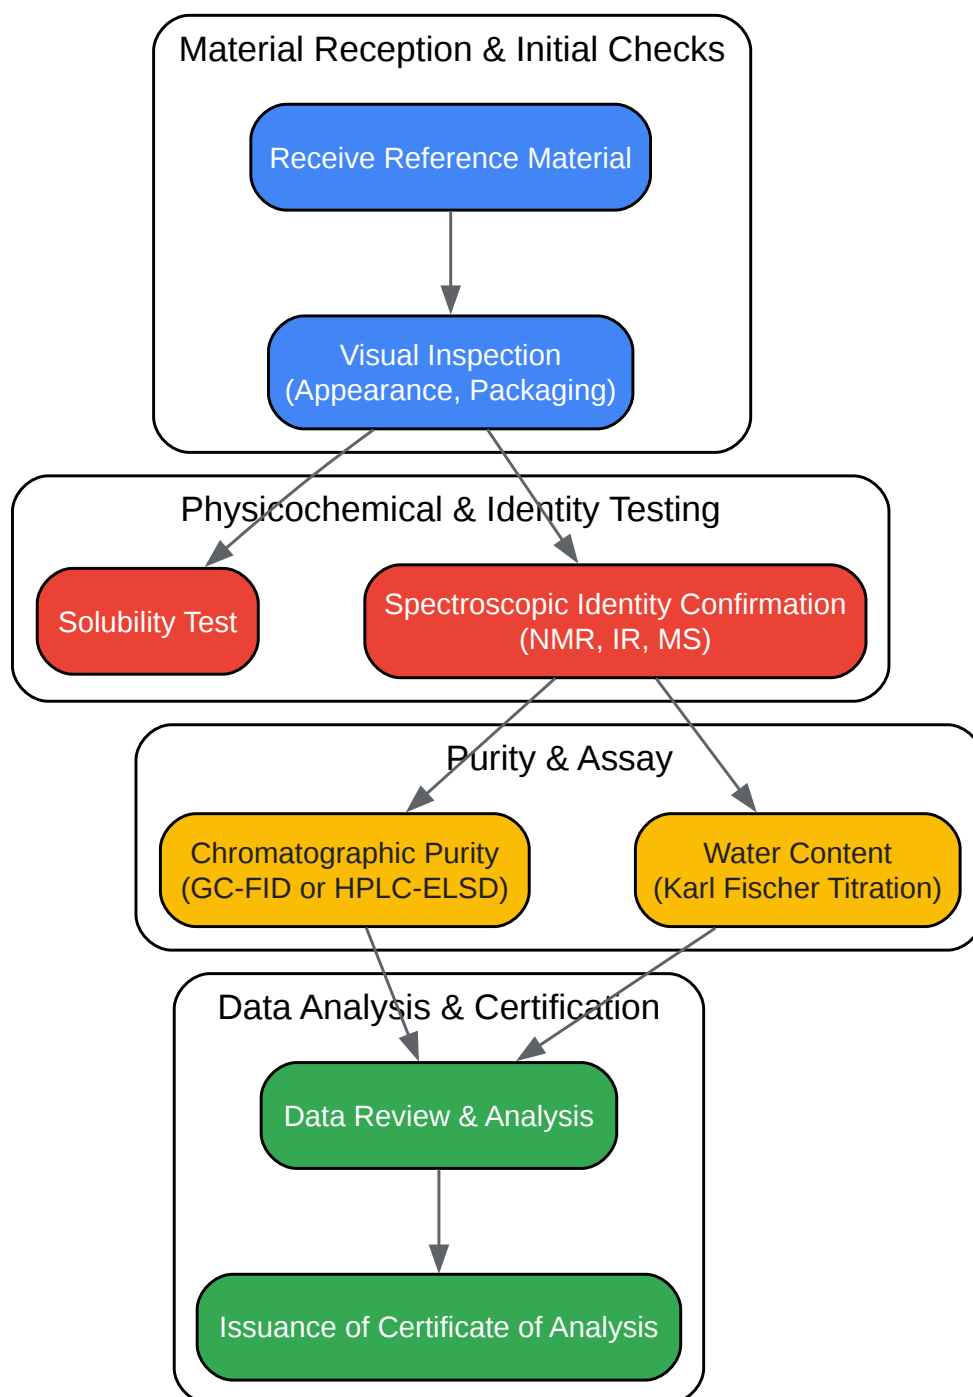 Material Reception & Initial Checks
Receive Reference Material
Visual Inspection
(Appearance, Packaging)
Physicochemical & Identity Testing
Solubility Test
Spectroscopic Identity Confirmation
(NMR, IR, MS)
Purity & Assay
Chromatographic Purity
(GC-FID or HPLC-ELSD)
Water Content
(Karl Fischer Titration)
Data Analysis & Certification
Data Review & Analysis
Issuance of Certificate of Analysis